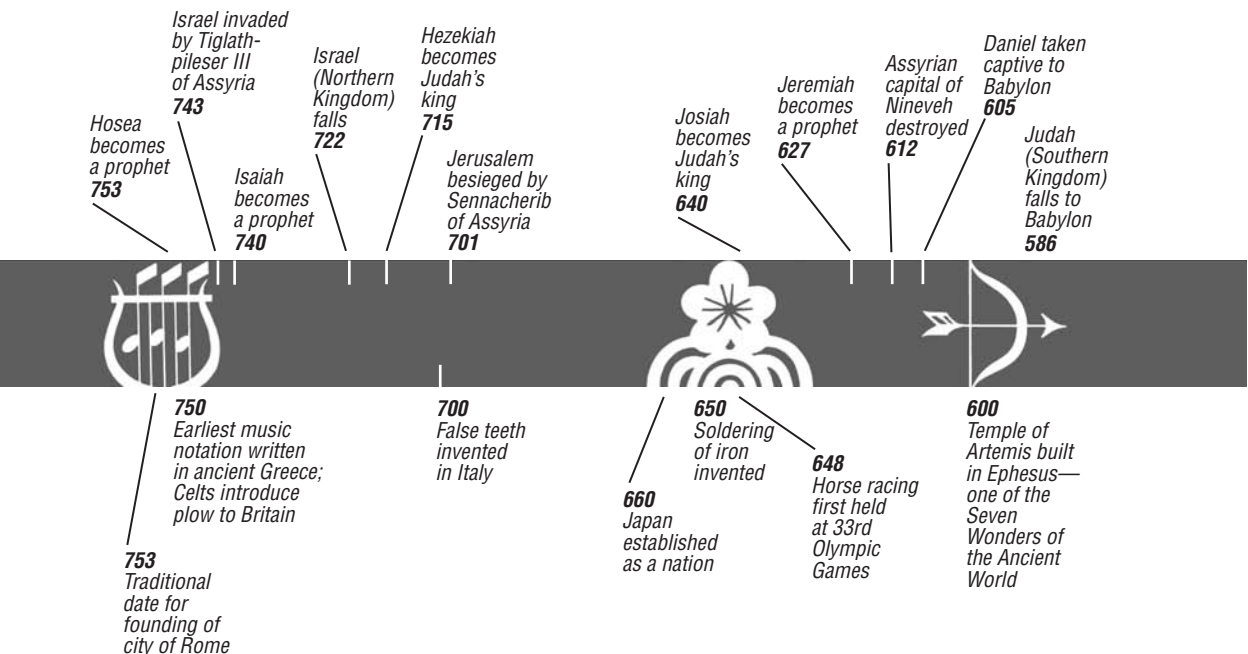 Hosea
becomes
a prophet
753
Israel invaded
by Tiglath-
pileser III
of Assyria
743
Isaiah
becomes
a prophet
740
Israel
(Northern
Kingdom)
falls
722
Hezekiah
becomes
Judah's
king
715
Jerusalem
besieged by
Sennacherib
of Assyria
701
Josiah
becomes
Judah's
king
640
Jeremiah
becomes
a prophet
627
Assyrian
capital of
Nineveh
destroyed
612
Daniel taken
captive to
Babylon
605
Judah
(Southern
Kingdom)
falls to
Babylon
586
753
Traditional
date for
founding of
city of Rome
750
Earliest music
notation written
in ancient Greece;
Celts introduce
plow to Britain
700
False teeth
invented
in Italy
660
Japan
established
as a nation
650
Soldering
of iron
invented
648
Horse racing
first held
at 33rd
Olympic
Games
600
Temple of
Artemis built
in Ephesus—
one of the
Seven
Wonders of
the Ancient
World